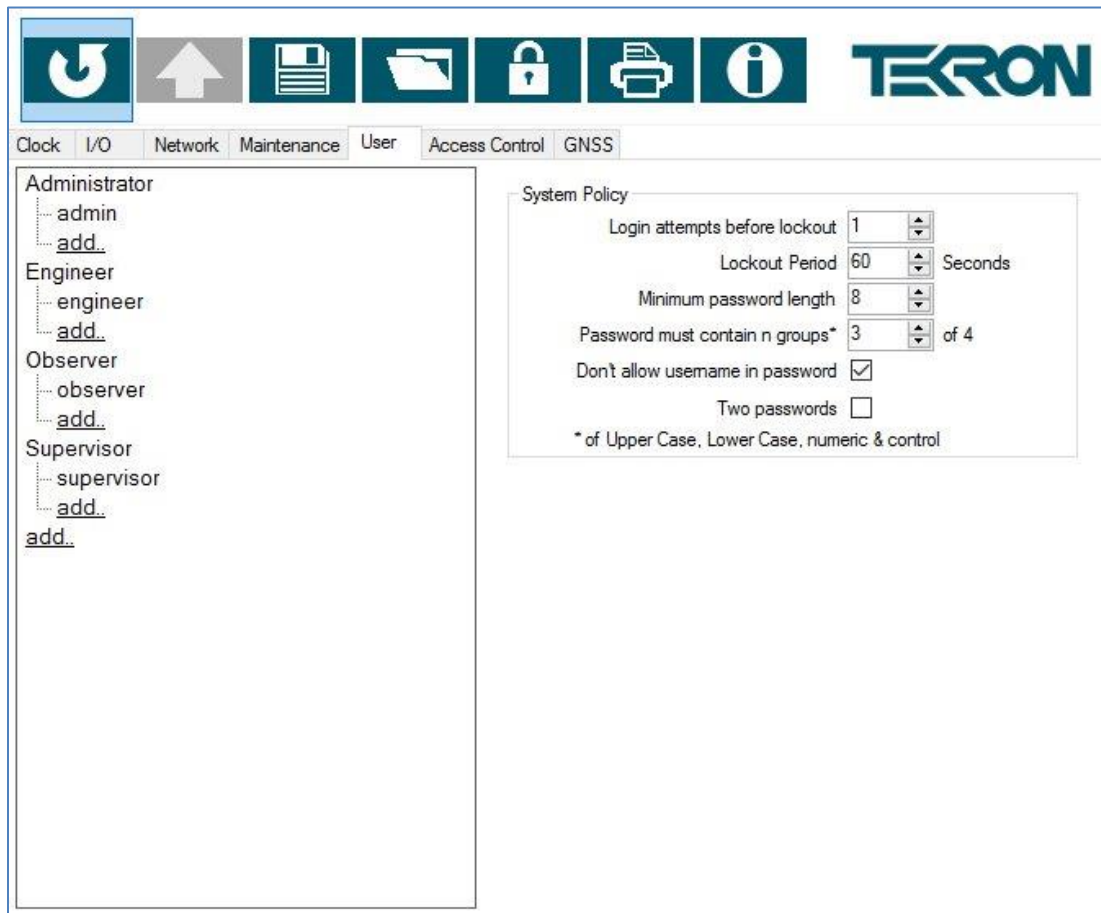 TEKRON
Clock I/O Network Maintenance User Access Control GNSS
Administrator
admin
add..
Engineer
engineer
add..
Observer
observer
add..
Supervisor
supervisor
add..
add..
System Policy
Login attempts before lockout 1
Lockout Period 60 Seconds
Minimum password length 8
Password must contain n groups* 3 of 4
Don't allow username in password
Two passwords
* of Upper Case, Lower Case, numeric & control